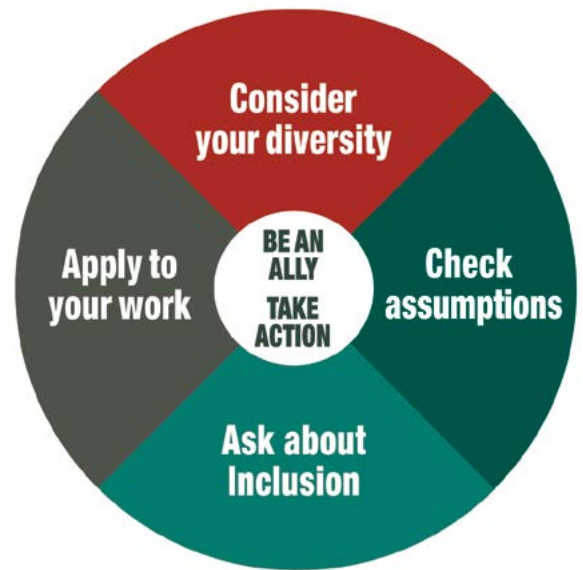 Consider
your diversity
Check
assumptions
Ask about
Inclusion
Apply to
your work
BE AN
ALLY
TAKE
ACTION